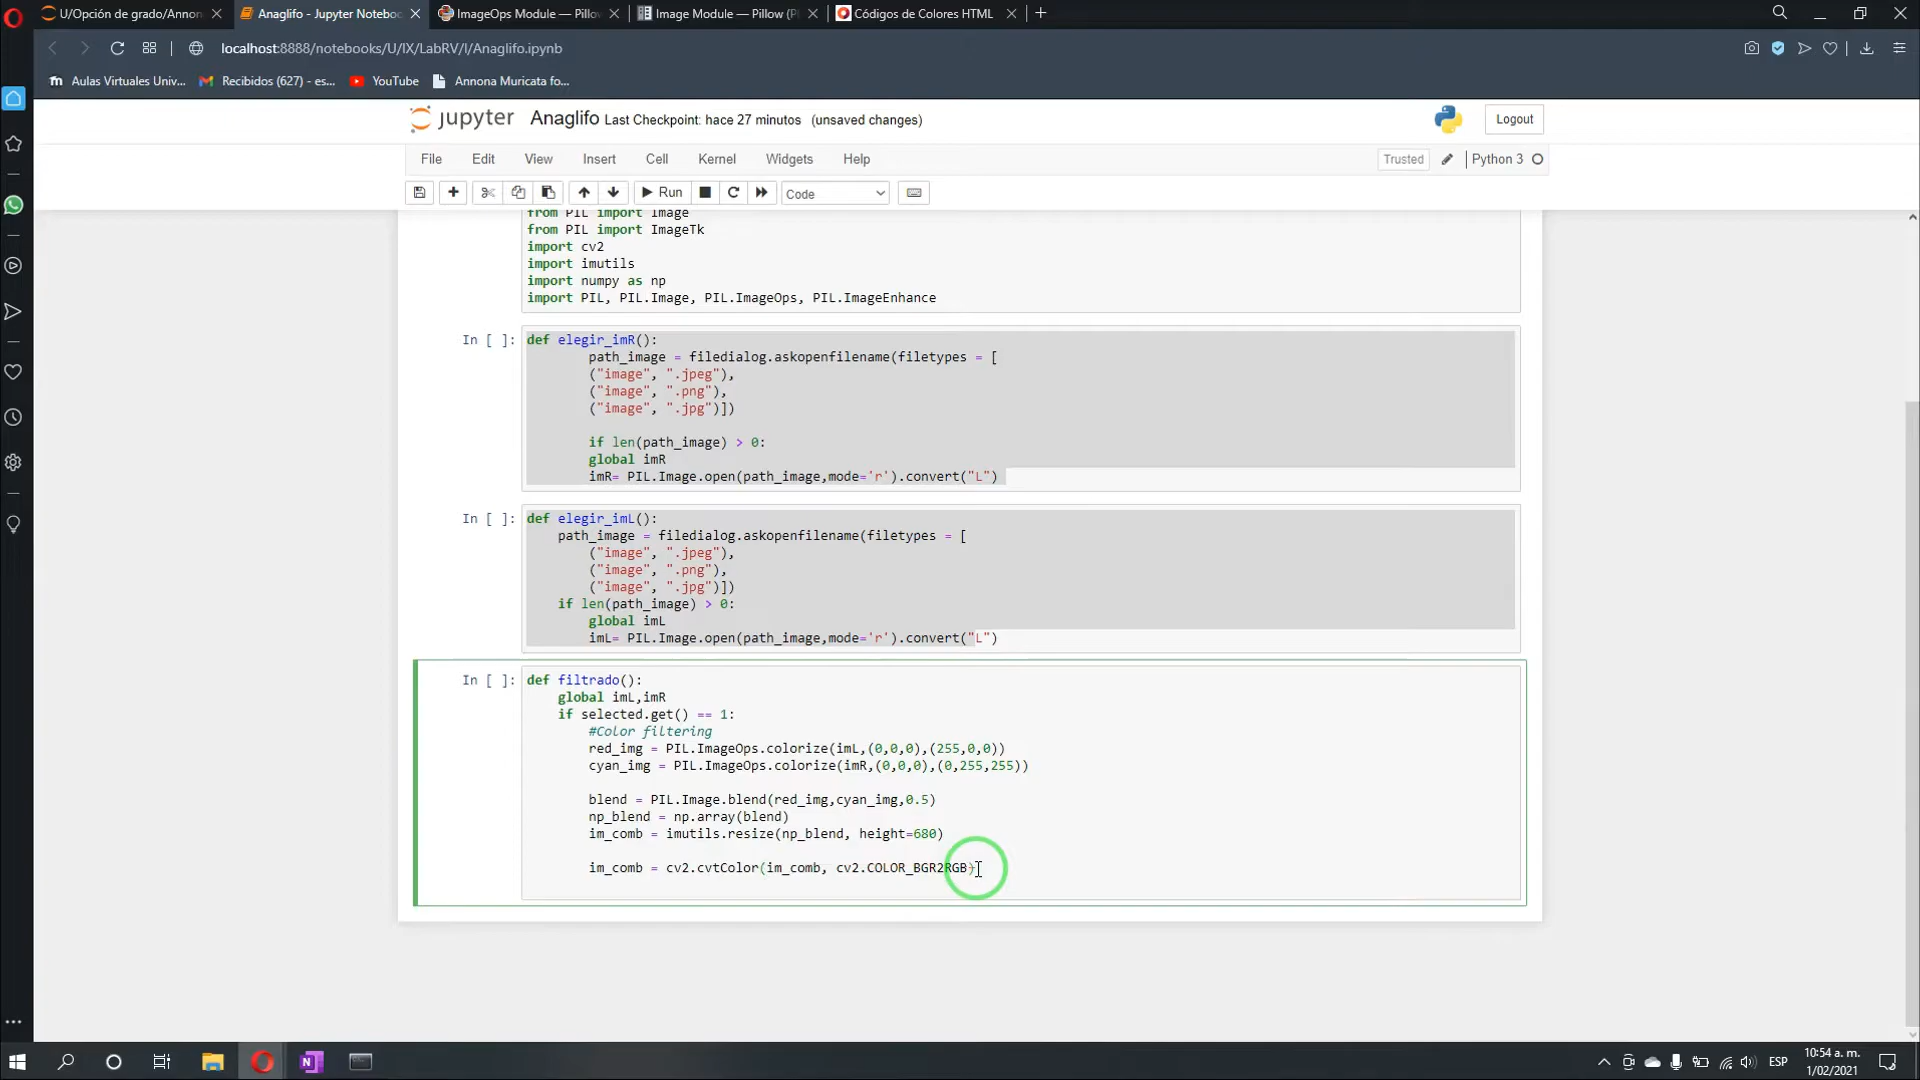 U/Opción de grado/Annon
Anaglifo - Jupyter Noteboo
ImageOps Module — Pillow
Image Module — Pillow (P
Códigos de Colores HTML
localhost:8888/notebooks/U/IX/LabRV/I/Anaglifo.ipynb
Aulas Virtuales Univ...
Recibidos (627) - es...
YouTube
Annona Muricata fo...
jupyter
Anaglifo Last Checkpoint: hace 27 minutos (unsaved changes)
Logout
File Edit View Insert Cell Kernel Widgets Help
Trusted
Python 3
Run
Code
from PIL import Image
from PIL import ImageTk
import cv2
import imutils
import numpy as np
import PIL, PIL.Image, PIL.ImageOps, PIL.ImageEnhance
In [ ]: def elegir_imR():
path_image = filedialog.askopenfilename(filetypes = [
("image", ".jpeg"),
("image", ".png"),
("image", ".jpg")])
if len(path_image) > 0:
global imR
imR= PIL.Image.open(path_image,mode='r').convert("L")
In [ ]: def elegir_imL():
path_image = filedialog.askopenfilename(filetypes = [
("image", ".jpeg"),
("image", ".png"),
("image", ".jpg")])
if len(path_image) > 0:
global imL
imL= PIL.Image.open(path_image,mode='r').convert("L")
In [ ]: def filtrado():
global imL,imR
if selected.get() == 1:
#Color filtering
red_img = PIL.ImageOps.colorize(imL,(0,0,0),(255,0,0))
cyan_img = PIL.ImageOps.colorize(imR,(0,0,0),(0,255,255))
blend = PIL.Image.blend(red_img,cyan_img,0.5)
np_blend = np.array(blend)
im_comb = imutils.resize(np_blend, height=680)
im_comb = cv2.cvtColor(im_comb, cv2.COLOR_BGR2RGB)
ESP
10:54 a. m.
1/02/2021